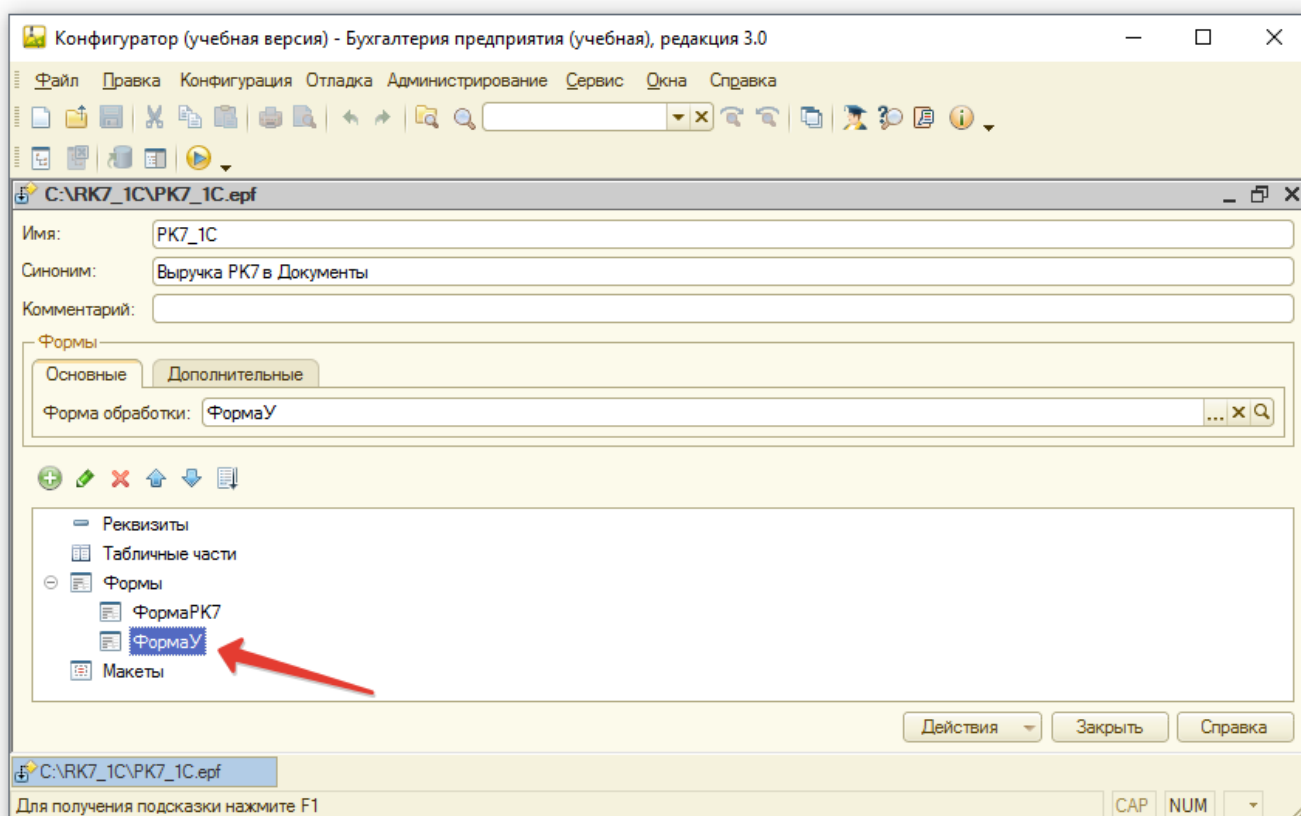 Конфигуратор (учебная версия) - Бухгалтерия предприятия (учебная), редакция 3.0
Файл Правка Конфигурация Отладка Администрирование Сервис Окна Справка
C:\RK7_1C\PK7_1C.epf
Имя: РК7_1С
Синоним: Выручка РК7 в Документы
Комментарий:
Формы
Основные Дополнительные
Форма обработки: ФормаУ
Реквизиты
Табличные части
Формы
ФормаРК7
ФормаУ
Макеты
Действия Закрыть Справка
C:\RK7_1C\PK7_1C.epf
Для получения подсказки нажмите F1 CAP NUM